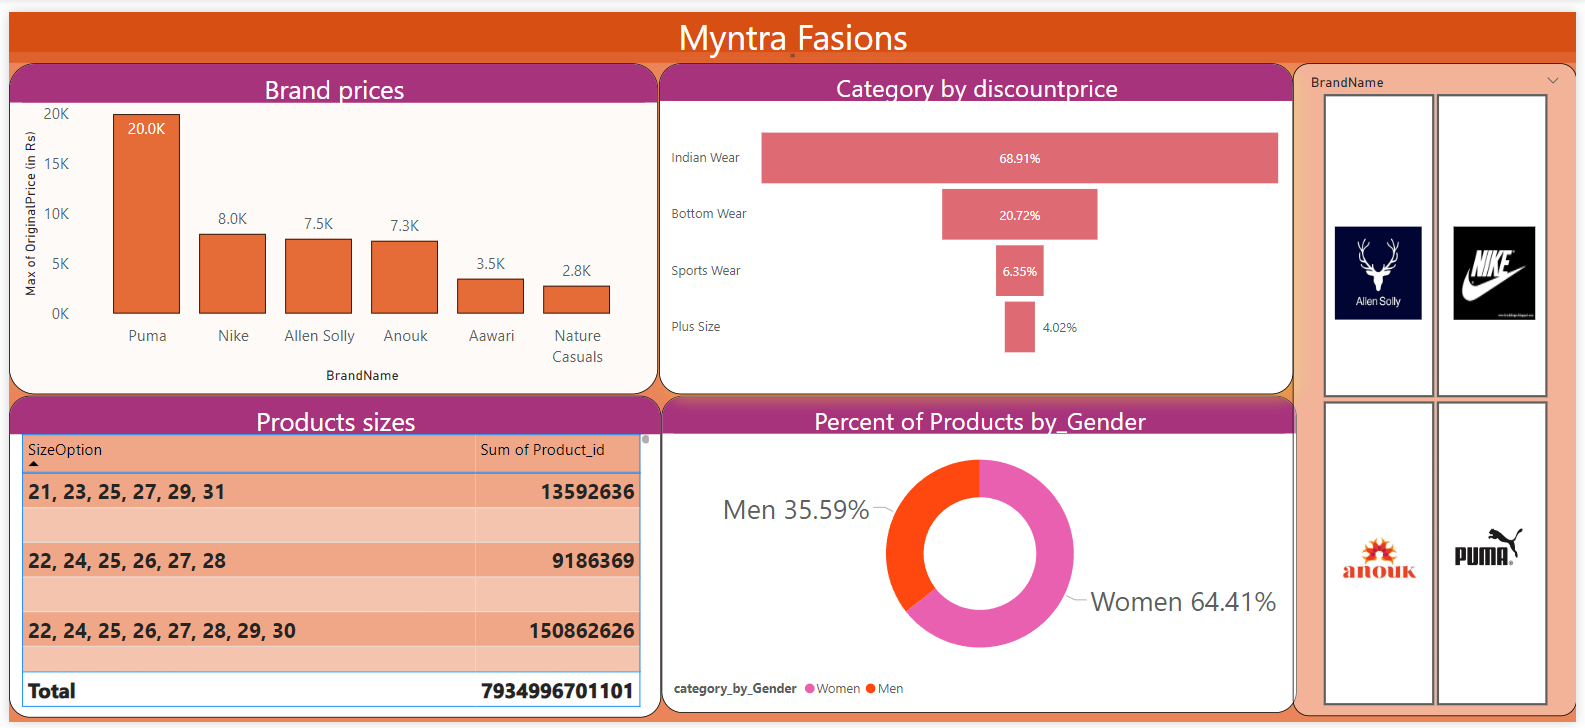 Myntra_Fasions
Brand prices
Max of OriginalPrice (in Rs)
20K
15K
10K
5K
0K
20.0K
8.0K
7.5K
7.3K
3.5K
2.8K
Puma
Nike
Allen Solly
Anouk
Aawari
Nature
Casuals
BrandName
Category by discountprice
Indian Wear 68.91%
Bottom Wear 20.72%
Sports Wear 6.35%
Plus Size 4.02%
BrandName
Allen Solly
NIKE
anouk
PUMA
Products sizes
SizeOption Sum of Product_id
21, 23, 25, 27, 29, 31 13592636
22, 24, 25, 26, 27, 28 9186369
22, 24, 25, 26, 27, 28, 29, 30 150862626
Total 7934996701101
Percent of Products by_Gender
Men 35.59%
Women 64.41%
category_by_Gender Women Men